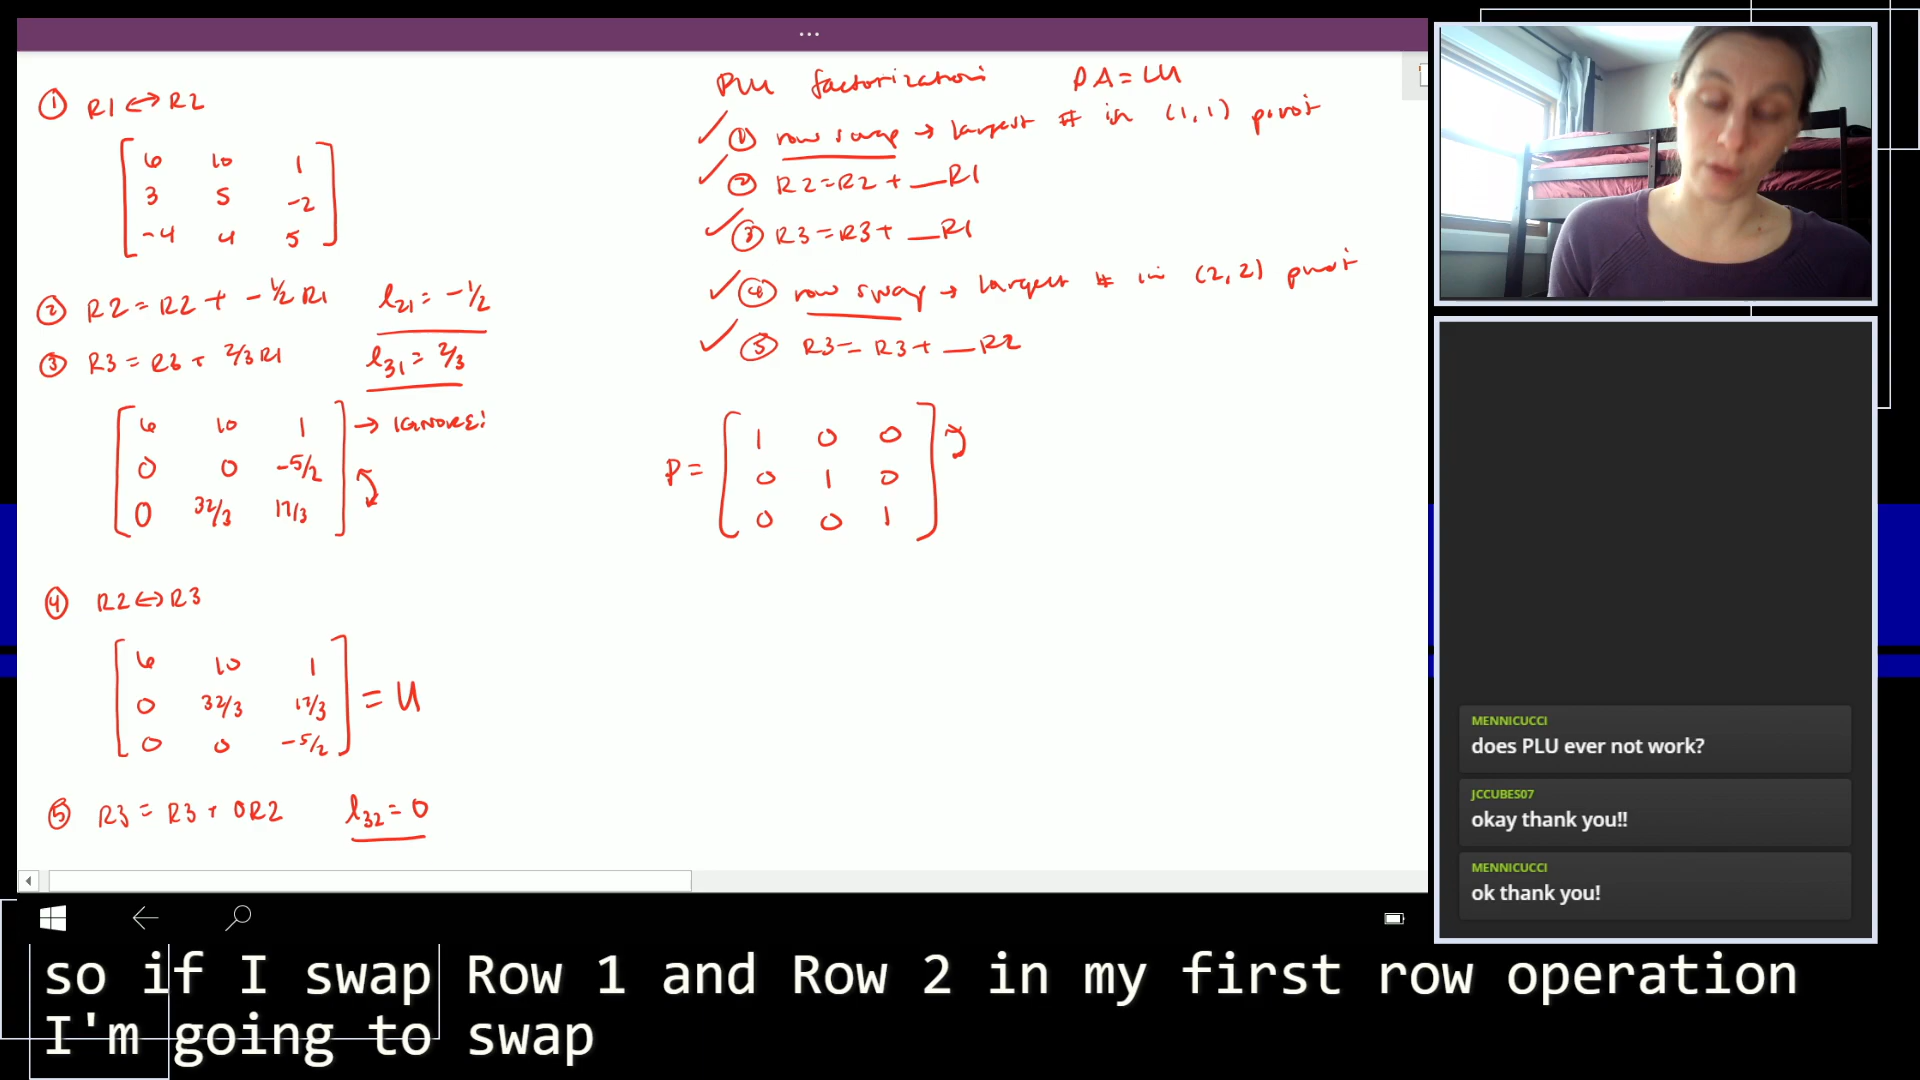 ...
① R1 ↔ R2
6 10 1
3 5 -2
-4 4 5
② R2 = R2 + -1/2 R1 l21 = -1/2
③ R3 = R3 + 2/3 R1 l31 = 2/3
6 10 1 → IGNORE!
0 0 -5/2
0 32/3 17/3
④ R2 ↔ R3
6 10 1
0 32/3 17/3 = U
0 0 -5/2
⑤ R3 = R3 + 0R2 l32 = 0
PLU factorization PA = LU
✓ ① row swap → largest # in (1,1) pivot
✓ ② R2 = R2 + __R1
✓ ③ R3 = R3 + __R1
✓ ④ row swap → largest # in (2,2) pivot
✓ ⑤ R3 = R3 + __R2
1 0 0
P = 0 1 0
0 0 1
MENNICUCCI
does PLU ever not work?
JCCUBES07
okay thank you!!
MENNICUCCI
ok thank you!
so if I swap Row 1 and Row 2 in my first row operation
I'm going to swap